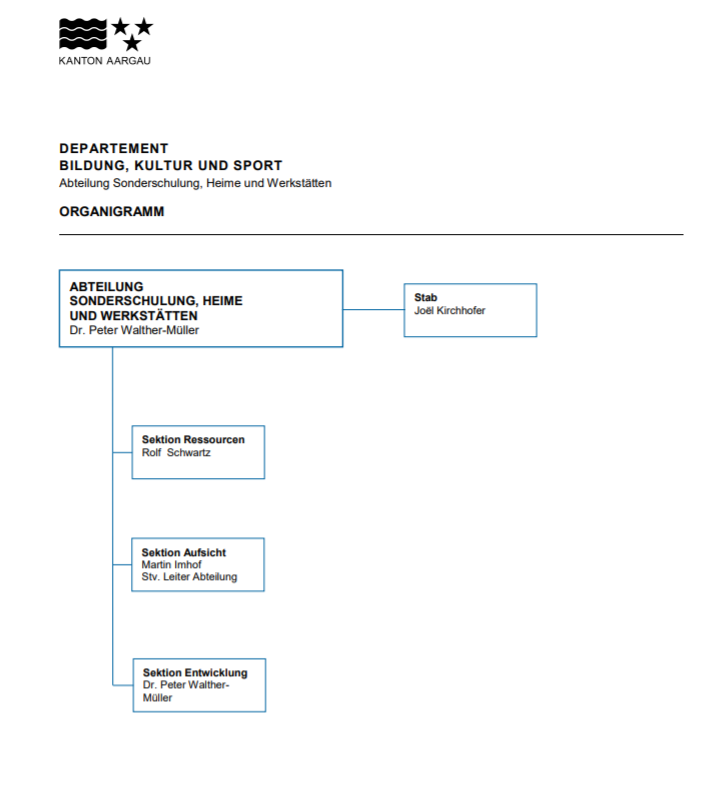 KANTON AARGAU
DEPARTEMENT
BILDUNG, KULTUR UND SPORT
Abteilung Sonderschulung, Heime und Werkstätten
ORGANIGRAMM
ABTEILUNG
SONDERSCHULUNG, HEIME
UND WERKSTÄTTEN
Dr. Peter Walther-Müller
Stab
Joël Kirchhofer
Sektion Ressourcen
Rolf Schwartz
Sektion Aufsicht
Martin Imhof
Stv. Leiter Abteilung
Sektion Entwicklung
Dr. Peter Walther-
Müller